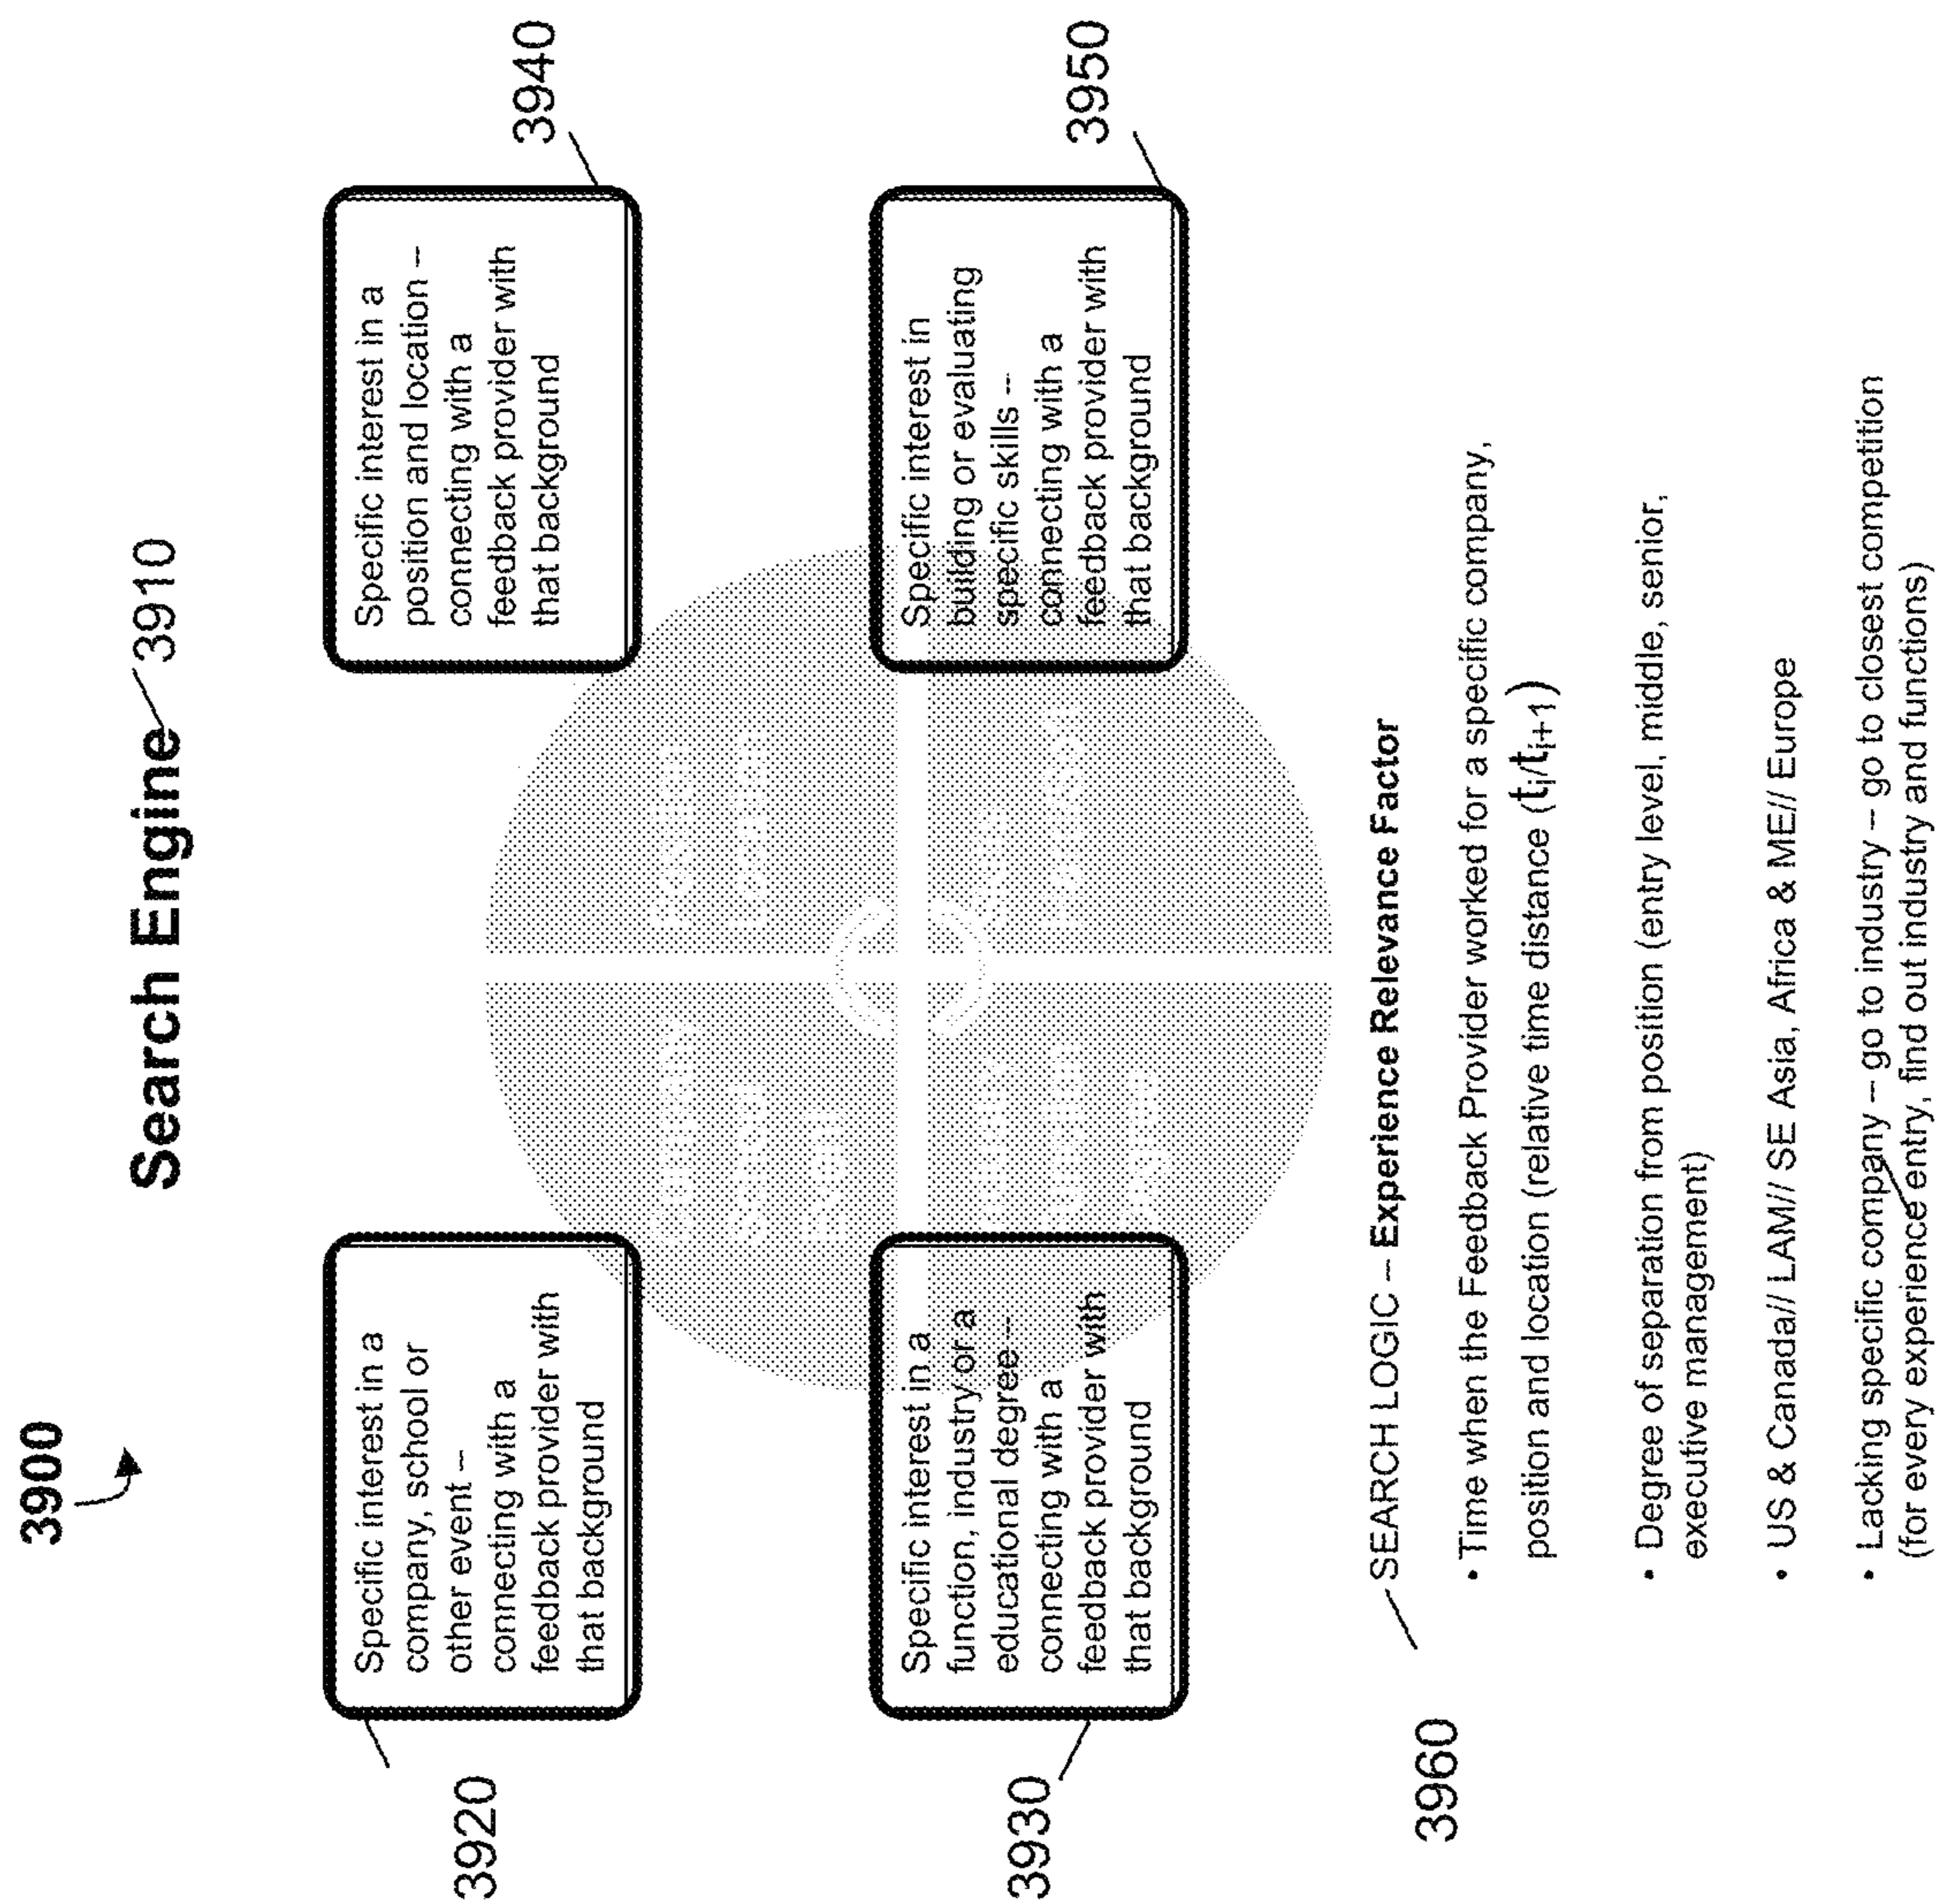 3900
Search Engine 3910
3920
Specific interest in a
company, school or
other event –
connecting with a
feedback provider with
that background
3940
Specific interest in a
position and location –
connecting with a
feedback provider with
that background
3930
Specific interest in a
function, industry or a
educational degree –
connecting with a
feedback provider with
that background
3950
Specific interest in
building or evaluating
specific skills --
connecting with a
feedback provider with
that background
3960
SEARCH LOGIC – Experience Relevance Factor
• Time when the Feedback Provider worked for a specific company,
position and location (relative time distance (tᵢ/tᵢ₊₁)
• Degree of separation from position (entry level, middle, senior,
executive management)
• US & Canada// LAM// SE Asia, Africa & ME// Europe
• Lacking specific company – go to industry – go to closest competition
(for every experience entry, find out industry and functions)